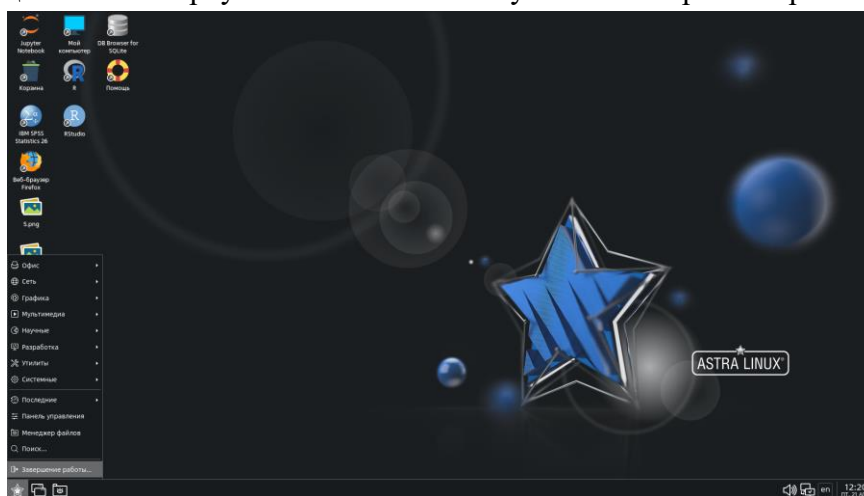 Jupyter Notebook
Мой компьютер
DB Browser for SQLite
Корзина
R
Помощь
IBM SPSS Statistics 26
RStudio
Веб-браузер Firefox
5.png
Офис
Сеть
Графика
Мультимедиа
Научные
Разработка
Утилиты
Системные
Последние
Панель управления
Менеджер файлов
Поиск...
Завершение работы...
ASTRA LINUX®
en